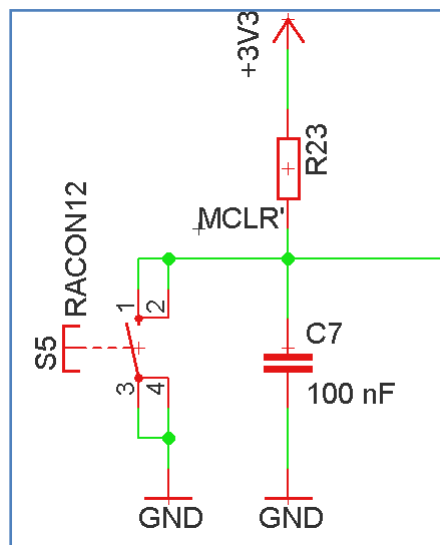 +3V3
R23
MCLR'
RACON12
1
2
S5
3
4
C7
100 nF
GND
GND